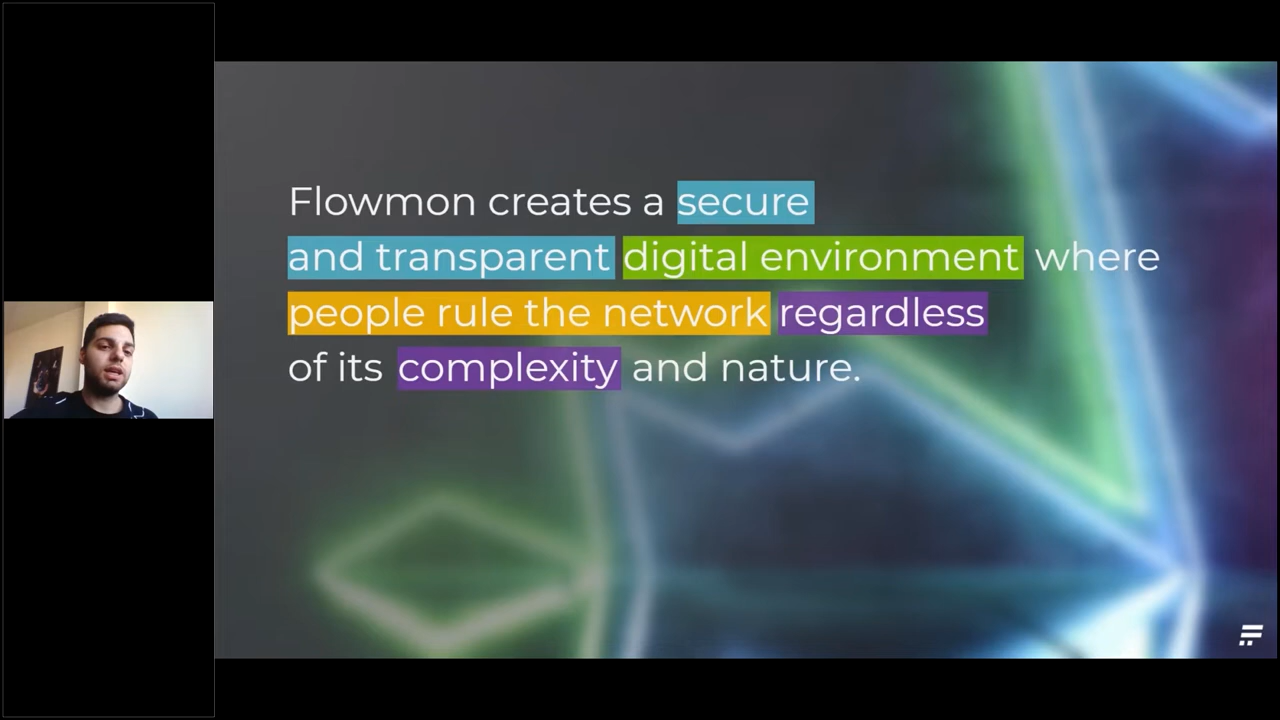 Flowmon creates a secure
and transparent digital environment where
people rule the network regardless
of its complexity and nature.